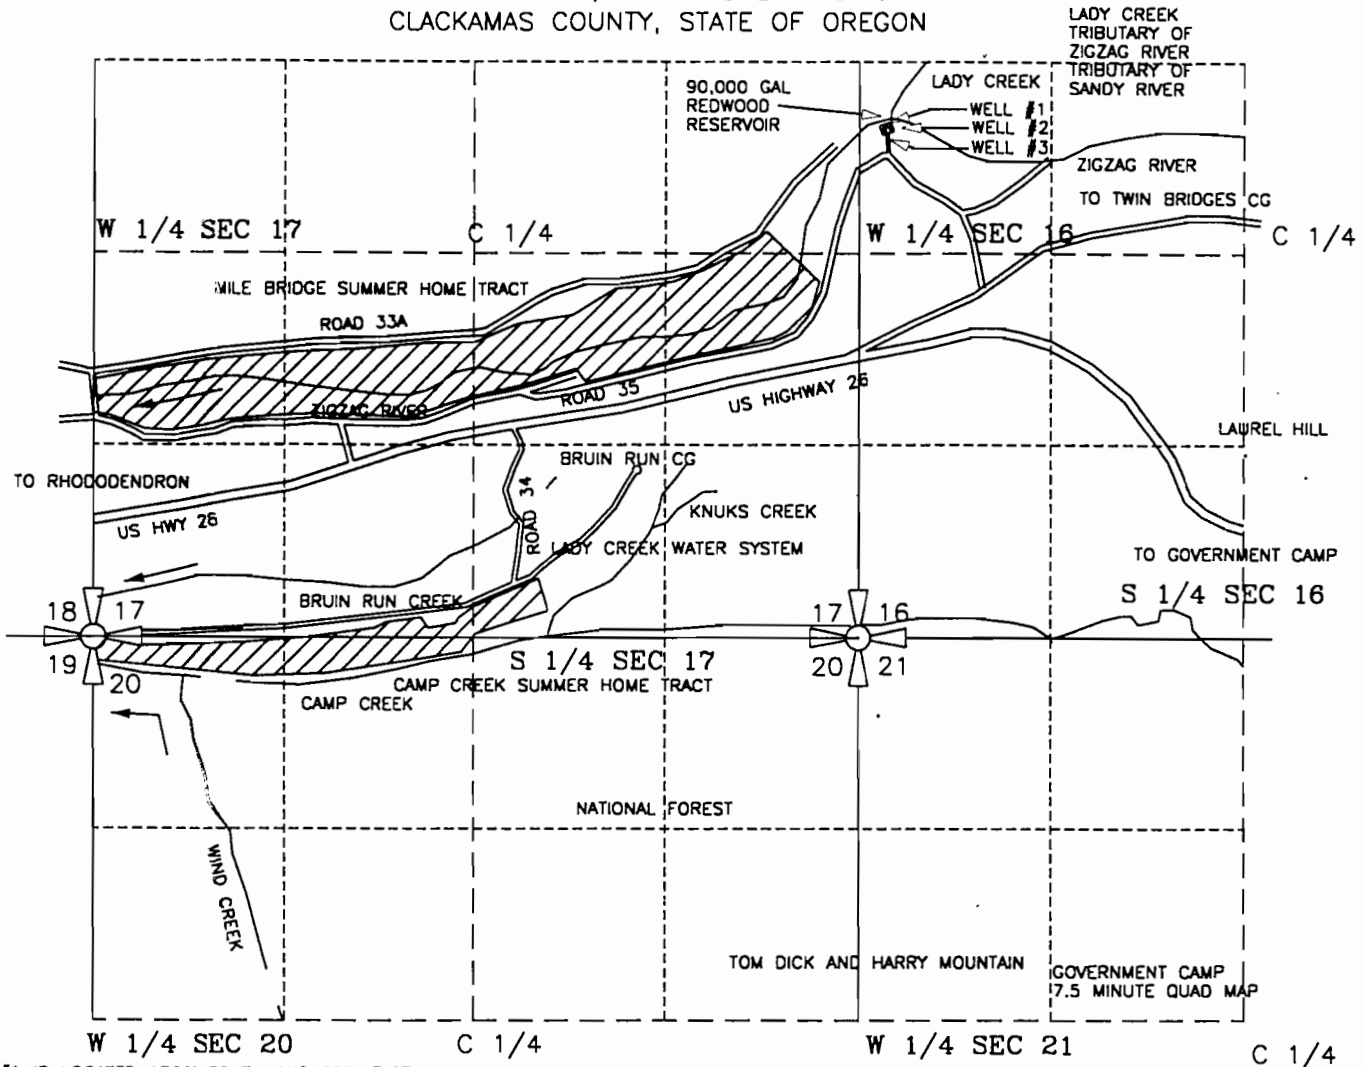 CLACKAMAS COUNTY, STATE OF OREGON
LADY CREEK
TRIBUTARY OF
ZIGZAG RIVER
TRIBUTARY OF
SANDY RIVER
90,000 GAL
REDWOOD
RESERVOIR
LADY CREEK
WELL #1
WELL #2
WELL #3
ZIGZAG RIVER
TO TWIN BRIDGES CG
W 1/4 SEC 17
C 1/4
W 1/4 SEC 16
C 1/4
MILE BRIDGE SUMMER HOME TRACT
ROAD 33A
ZIGZAG RIVER
ROAD 35
US HIGHWAY 26
LAUREL HILL
TO RHODODENDRON
US HWY 26
BRUIN RUN CG
ROAD 34
KNUKS CREEK
LADY CREEK WATER SYSTEM
TO GOVERNMENT CAMP
S 1/4 SEC 16
BRUIN RUN CREEK
18 17
19 20
17 16
20 21
S 1/4 SEC 17
CAMP CREEK SUMMER HOME TRACT
CAMP CREEK
NATIONAL FOREST
WIND CREEK
TOM DICK AND HARRY MOUNTAIN
GOVERNMENT CAMP
7.5 MINUTE QUAD MAP
W 1/4 SEC 20
C 1/4
W 1/4 SEC 21
C 1/4